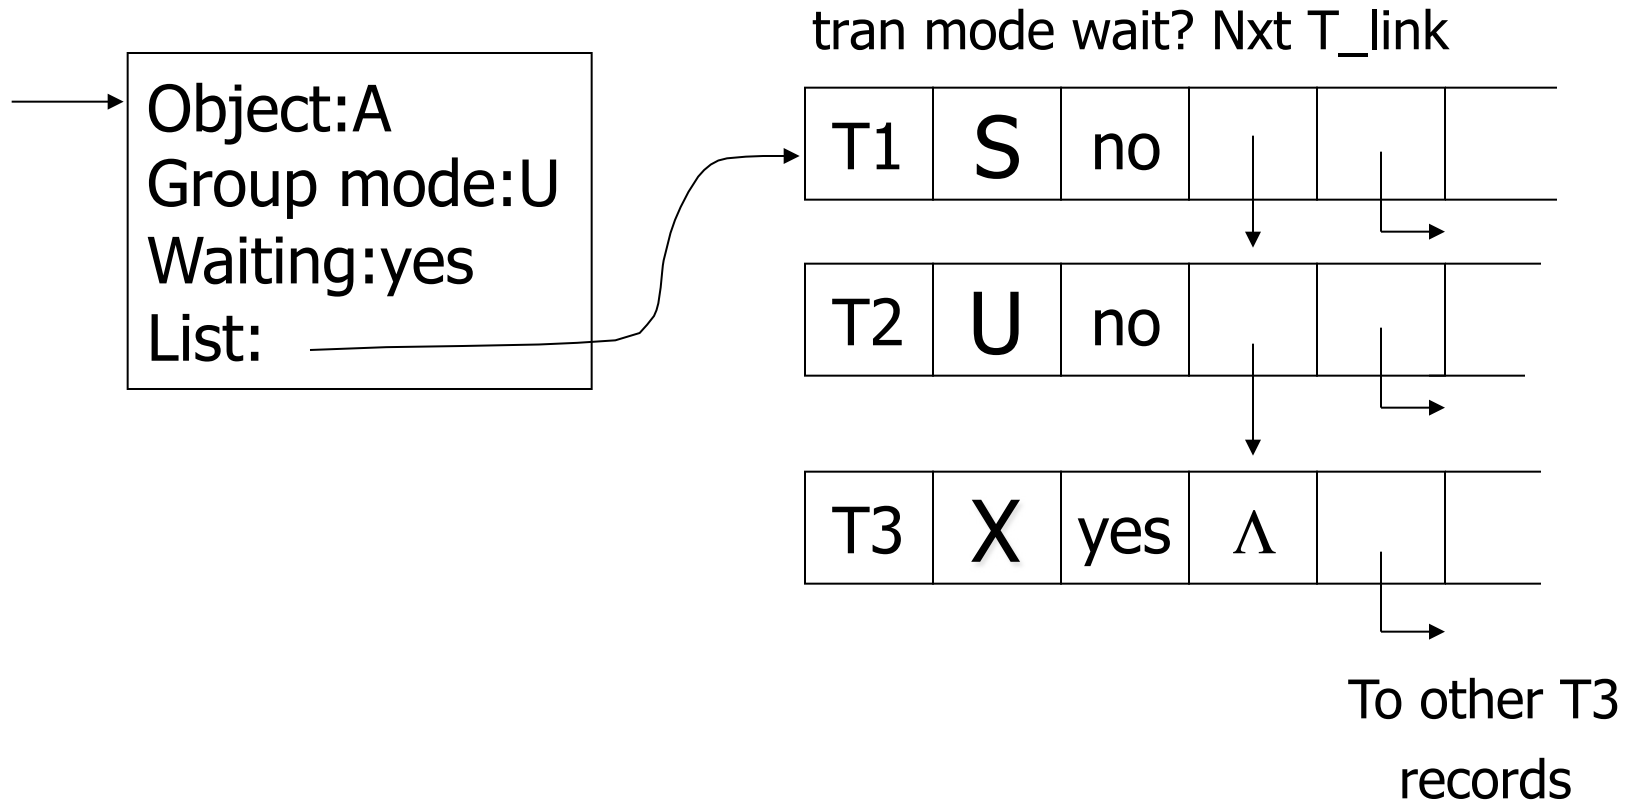 tran mode wait? Nxt T_link
Object:A
Group mode:U
Waiting:yes
List:
T1 S no
T2 U no
T3 X yes Λ
To other T3
records